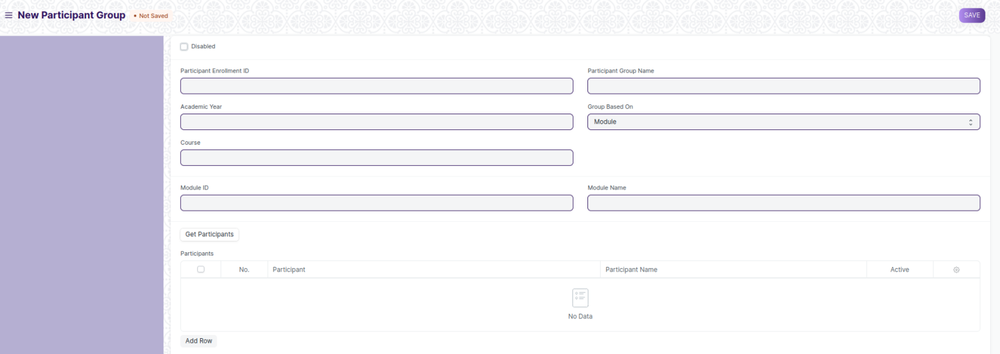 New Participant Group • Not Saved SAVE
Disabled
Participant Enrollment ID Participant Group Name
Academic Year Group Based On
Module
Course
Module ID Module Name
Get Participants
Participants
No. Participant Participant Name Active
No Data
Add Row